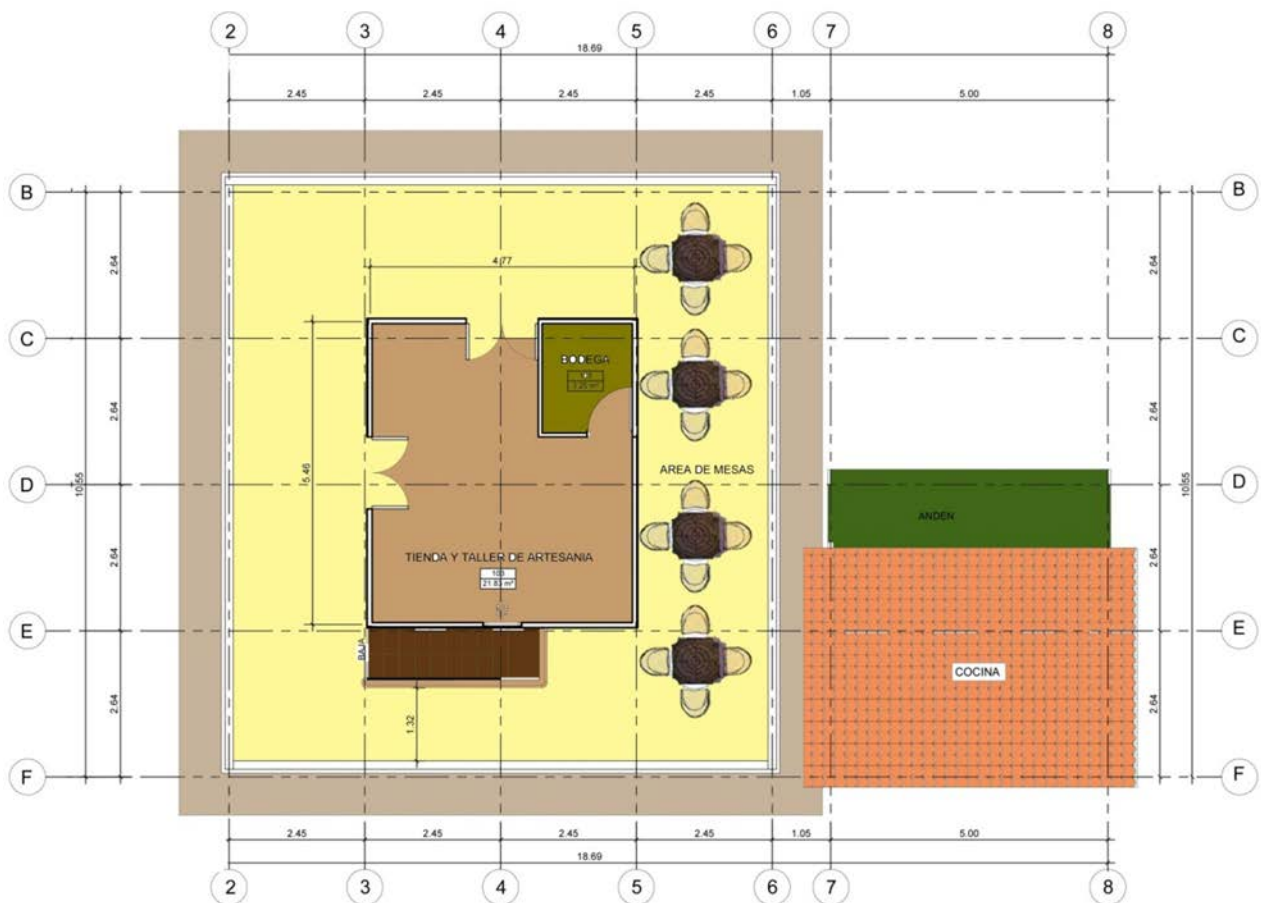 2 3 4 5 6 7 8
18.69
2.45 2.45 2.45 2.45 1.05 5.00
B B
2.64 2.64
4.77
C C
BODEGA
2.64 2.64
5.46
10.55 10.55
AREA DE MESAS
D D
ANDEN
TIENDA Y TALLER DE ARTESANIA
21.83 m²
2.64 2.64
E E
BAJA
COCINA
1.32
2.64 2.64
F F
2.45 2.45 2.45 2.45 1.05 5.00
18.69
2 3 4 5 6 7 8